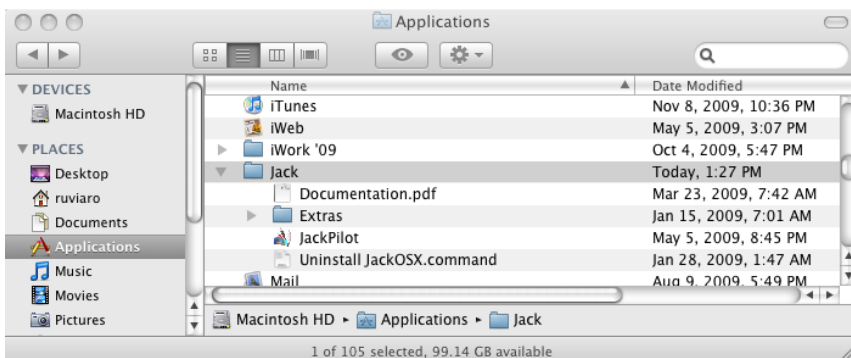 Applications
Name Date Modified
DEVICES
Macintosh HD
PLACES
Desktop
ruviaro
Documents
Applications
Music
Movies
Pictures
iTunes Nov 8, 2009, 10:36 PM
iWeb May 5, 2009, 3:07 PM
iWork '09 Oct 4, 2009, 5:47 PM
Jack Today, 1:27 PM
Documentation.pdf Mar 23, 2009, 7:42 AM
Extras Jan 15, 2009, 7:01 AM
JackPilot May 5, 2009, 8:45 PM
Uninstall JackOSX.command Jan 28, 2009, 1:47 AM
Mail Aug 9, 2009, 5:49 PM
Macintosh HD Applications Jack
1 of 105 selected, 99.14 GB available